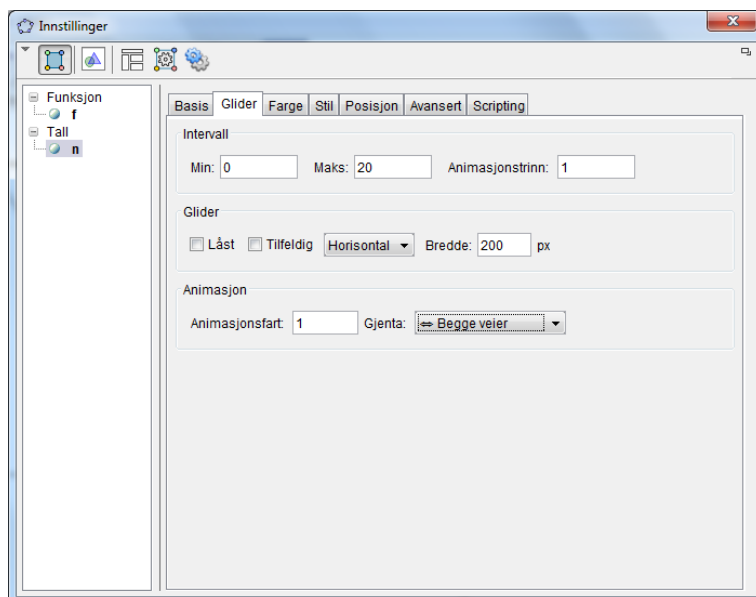 Innstillinger
Funksjon
f
Tall
n
Basis Glider Farge Stil Posisjon Avansert Scripting
Intervall
Min: 0 Maks: 20 Animasjonstrinn: 1
Glider
Låst Tilfeldig Horisontal Bredde: 200 px
Animasjon
Animasjonsfart: 1 Gjenta: ⇔ Begge veier